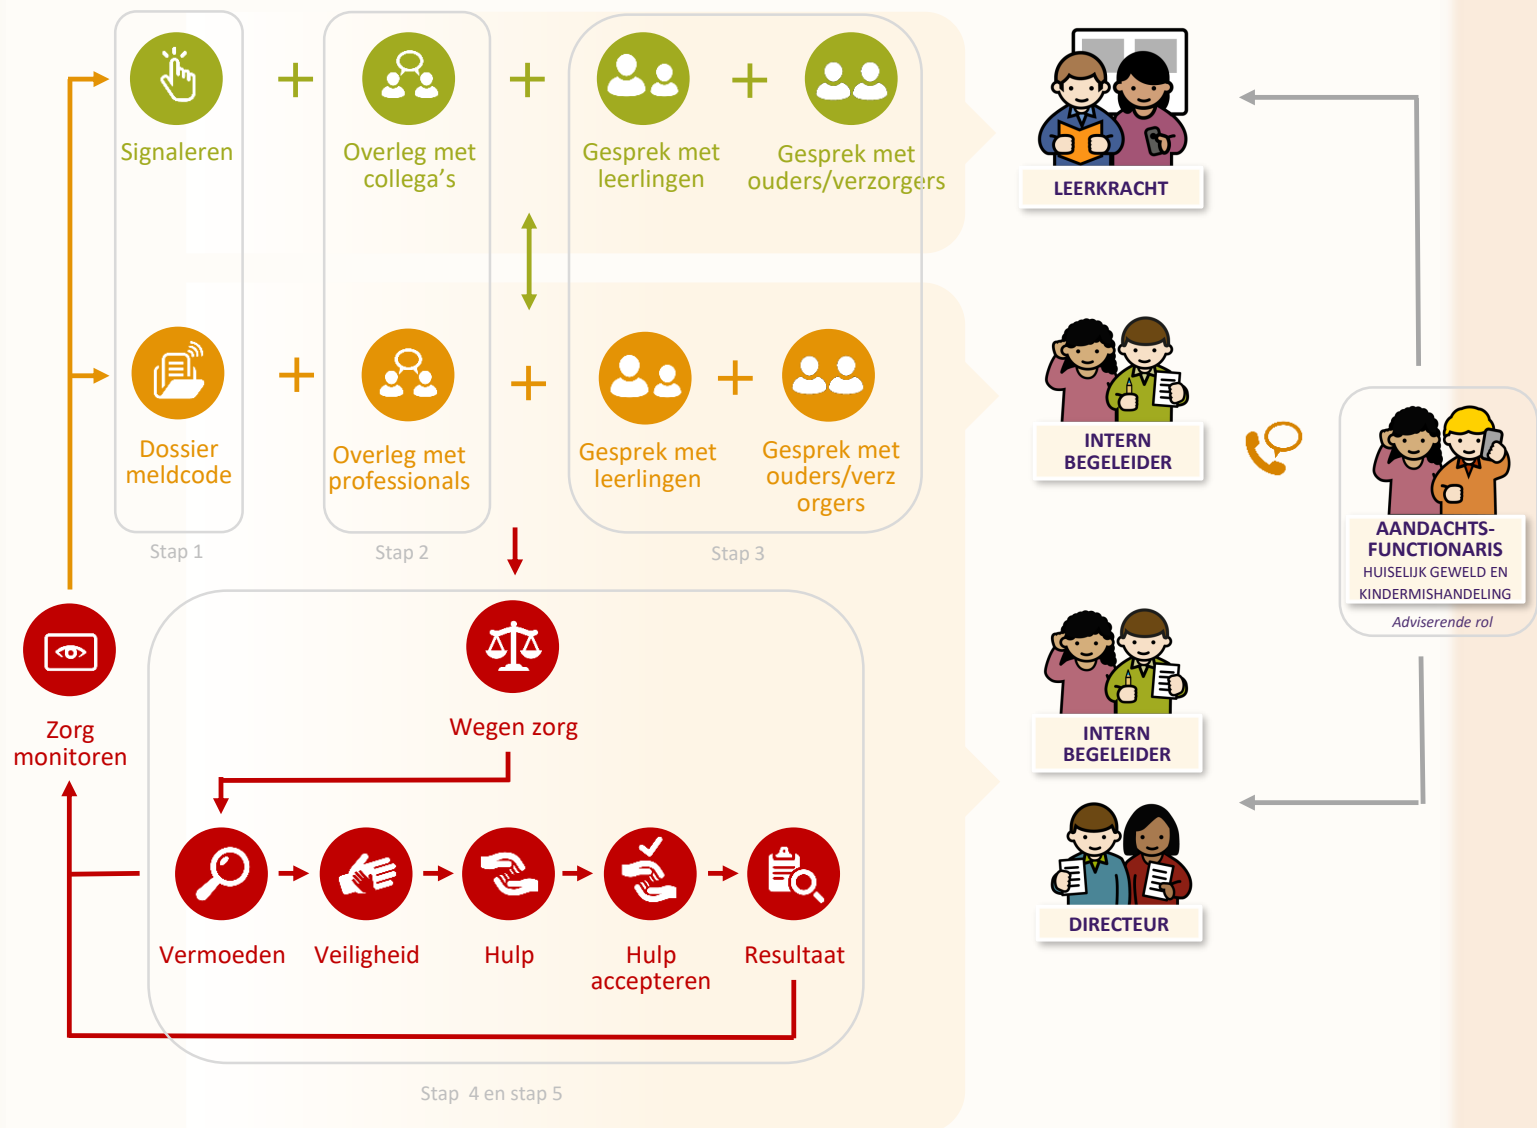 Signaleren
Overleg met
collega's
Gesprek met
leerlingen
Gesprek met
ouders/verzorgers
LEERKRACHT
Dossier
meldcode
Overleg met
professionals
Gesprek met
leerlingen
Gesprek met
ouders/verz
orgers
INTERN
BEGELEIDER
Stap 1
Stap 2
Stap 3
AANDACHTS-
FUNCTIONARIS
HUISELIJK GEWELD EN
KINDERMISHANDELING
Adviserende rol
Zorg
monitoren
Wegen zorg
INTERN
BEGELEIDER
Vermoeden
Veiligheid
Hulp
Hulp
accepteren
Resultaat
DIRECTEUR
Stap 4 en stap 5